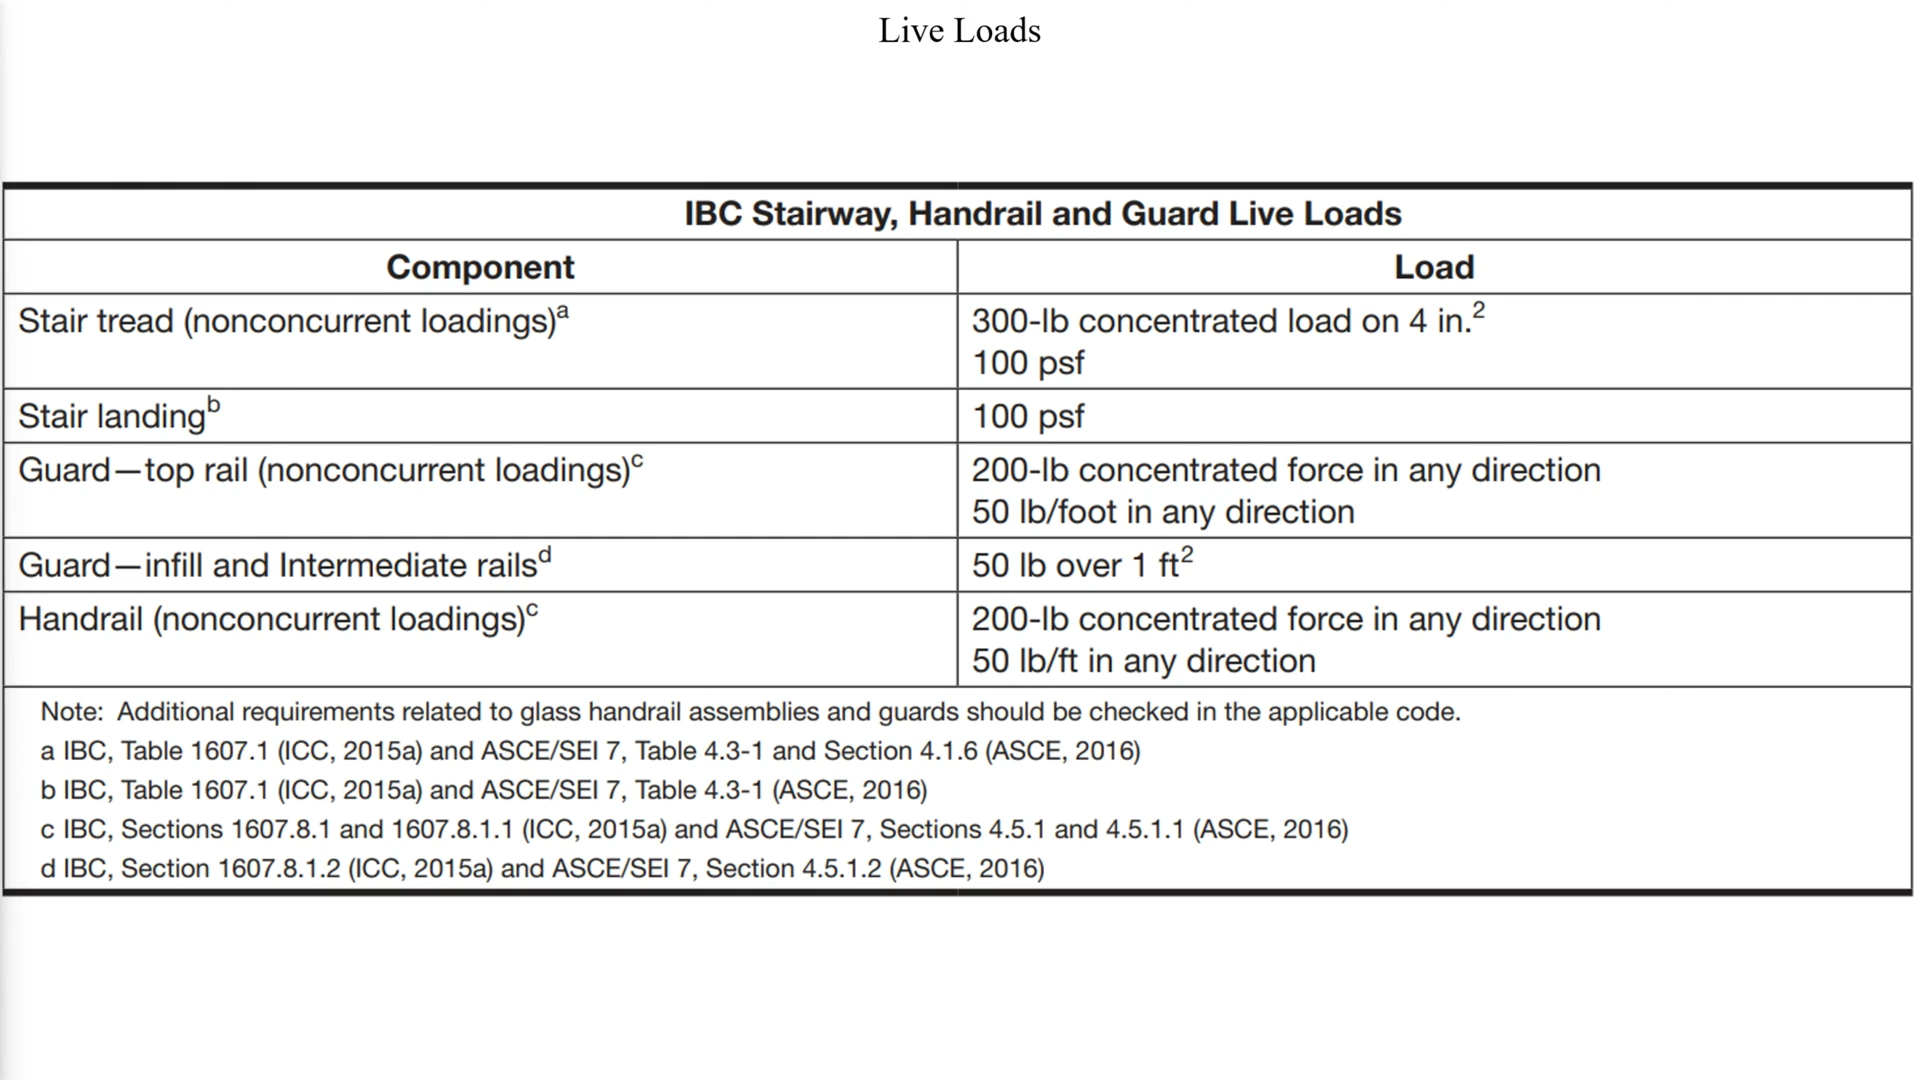 Live Loads
IBC Stairway, Handrail and Guard Live Loads
Component Load
Stair tread (nonconcurrent loadings)a 300-lb concentrated load on 4 in.2
100 psf
Stair landingb 100 psf
Guard—top rail (nonconcurrent loadings)c 200-lb concentrated force in any direction
50 lb/foot in any direction
Guard—infill and Intermediate railsd 50 lb over 1 ft2
Handrail (nonconcurrent loadings)c 200-lb concentrated force in any direction
50 lb/ft in any direction
Note: Additional requirements related to glass handrail assemblies and guards should be checked in the applicable code.
a IBC, Table 1607.1 (ICC, 2015a) and ASCE/SEI 7, Table 4.3-1 and Section 4.1.6 (ASCE, 2016)
b IBC, Table 1607.1 (ICC, 2015a) and ASCE/SEI 7, Table 4.3-1 (ASCE, 2016)
c IBC, Sections 1607.8.1 and 1607.8.1.1 (ICC, 2015a) and ASCE/SEI 7, Sections 4.5.1 and 4.5.1.1 (ASCE, 2016)
d IBC, Section 1607.8.1.2 (ICC, 2015a) and ASCE/SEI 7, Section 4.5.1.2 (ASCE, 2016)